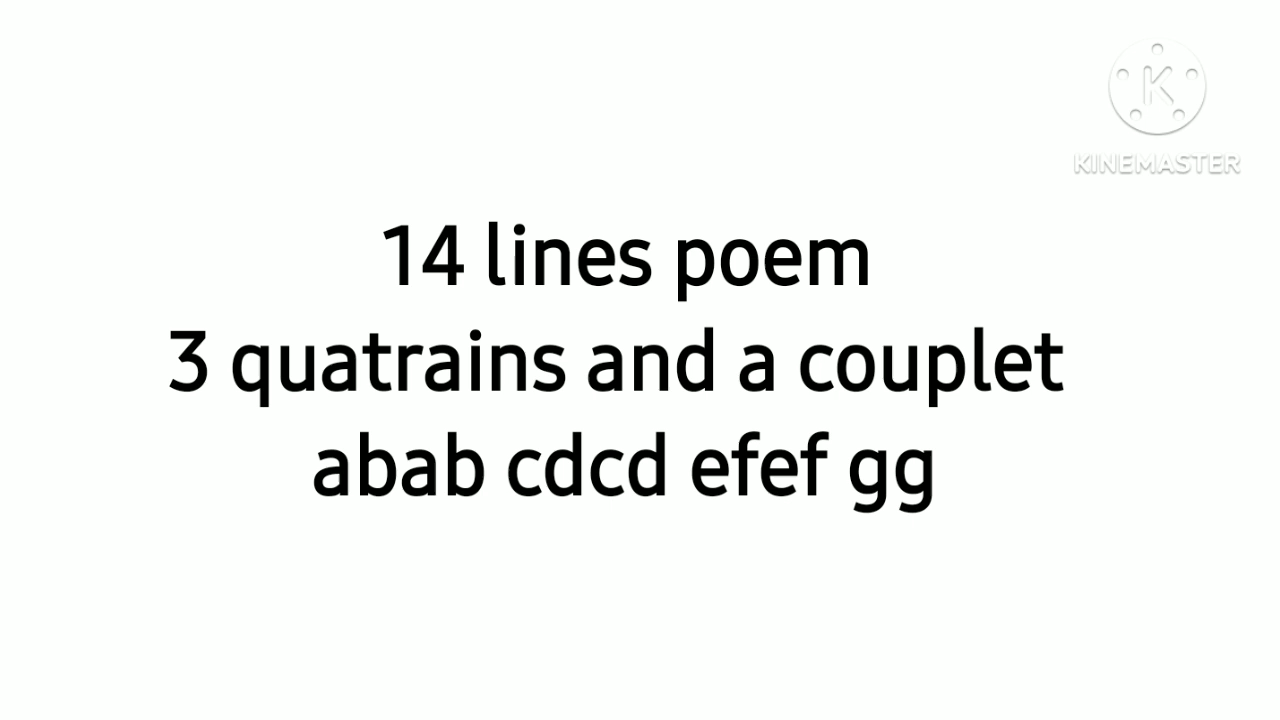 KINEMASTER
14 lines poem
3 quatrains and a couplet
abab cdcd efef gg